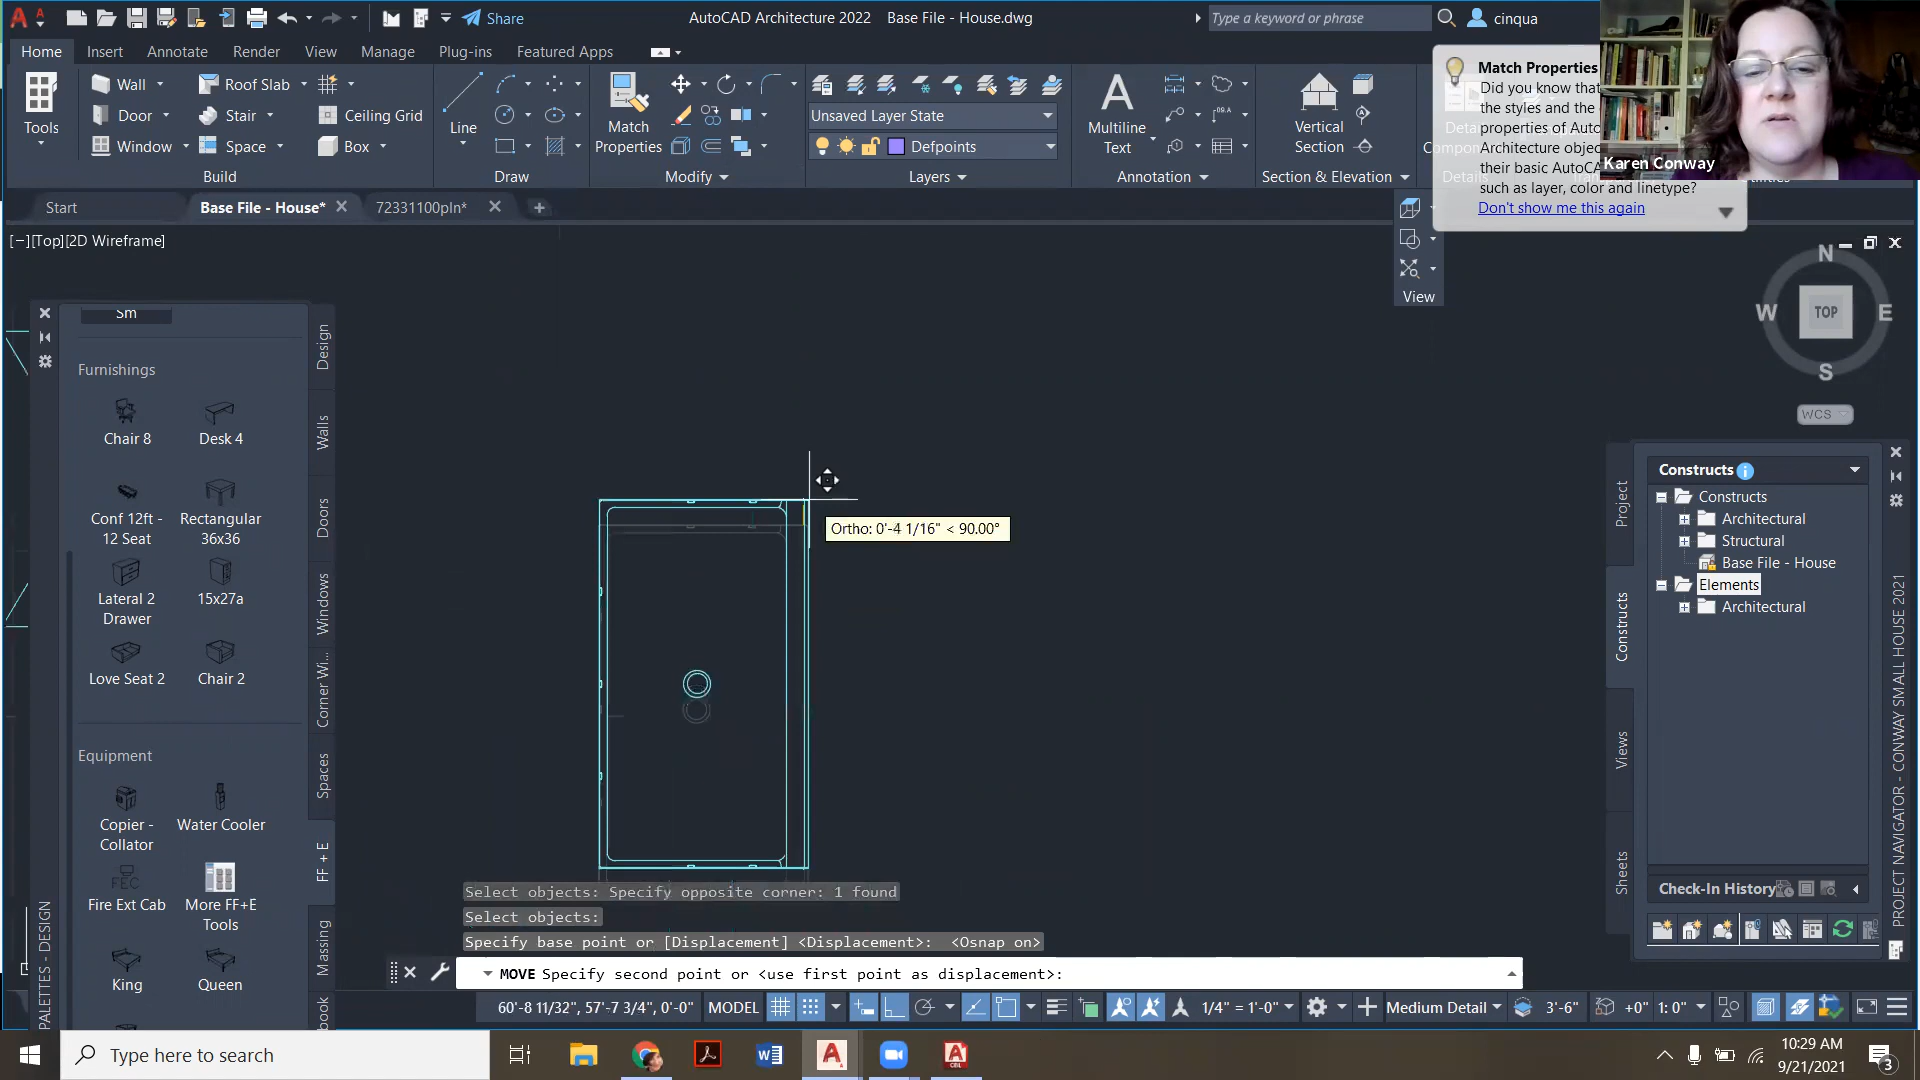 Share
AutoCAD Architecture 2022 Base File - House.dwg
Type a keyword or phrase
cinqua
Home Insert Annotate Render View Manage Plug-ins Featured Apps
Tools
Wall
Door
Window
Roof Slab
Stair
Space
Ceiling Grid
Box
Build
Line
Draw
Match
Properties
Modify
Unsaved Layer State
Defpoints
Layers
A
Multiline
Text
Annotation
Vertical
Section
Section & Elevation
Match Properties
Did you know that
the styles and the
properties of Auto
Architecture objec
their basic AutoCA
such as layer, color and linetype?
Don't show me this again
Karen Conway
Start
Base File - House*
72331100pln*
[−][Top][2D Wireframe]
View
N
W
TOP
E
S
WCS
Sm
Furnishings
Chair 8
Desk 4
Conf 12ft -
12 Seat
Rectangular
36x36
Lateral 2
Drawer
15x27a
Love Seat 2
Chair 2
Equipment
Copier -
Collator
Water Cooler
FEC
Fire Ext Cab
More FF+E
Tools
King
Queen
Design
Walls
Doors
Windows
Corner Wi...
Spaces
FF + E
Massing
PALETTES - DESIGN
Ortho: 0'-4 1/16" < 90.00°
Project
Constructs
Views
Sheets
Constructs
Constructs
Architectural
Structural
Base File - House
Elements
Architectural
Check-In History
PROJECT NAVIGATOR - CONWAY SMALL HOUSE 2021
Select objects: Specify opposite corner: 1 found
Select objects:
Specify base point or [Displacement] <Displacement>: <Osnap on>
MOVE Specify second point or <use first point as displacement>:
60'-8 11/32", 57'-7 3/4", 0'-0" MODEL
1/4" = 1'-0"
Medium Detail
3'-6"
+0"
1: 0"
Type here to search
10:29 AM
9/21/2021
3